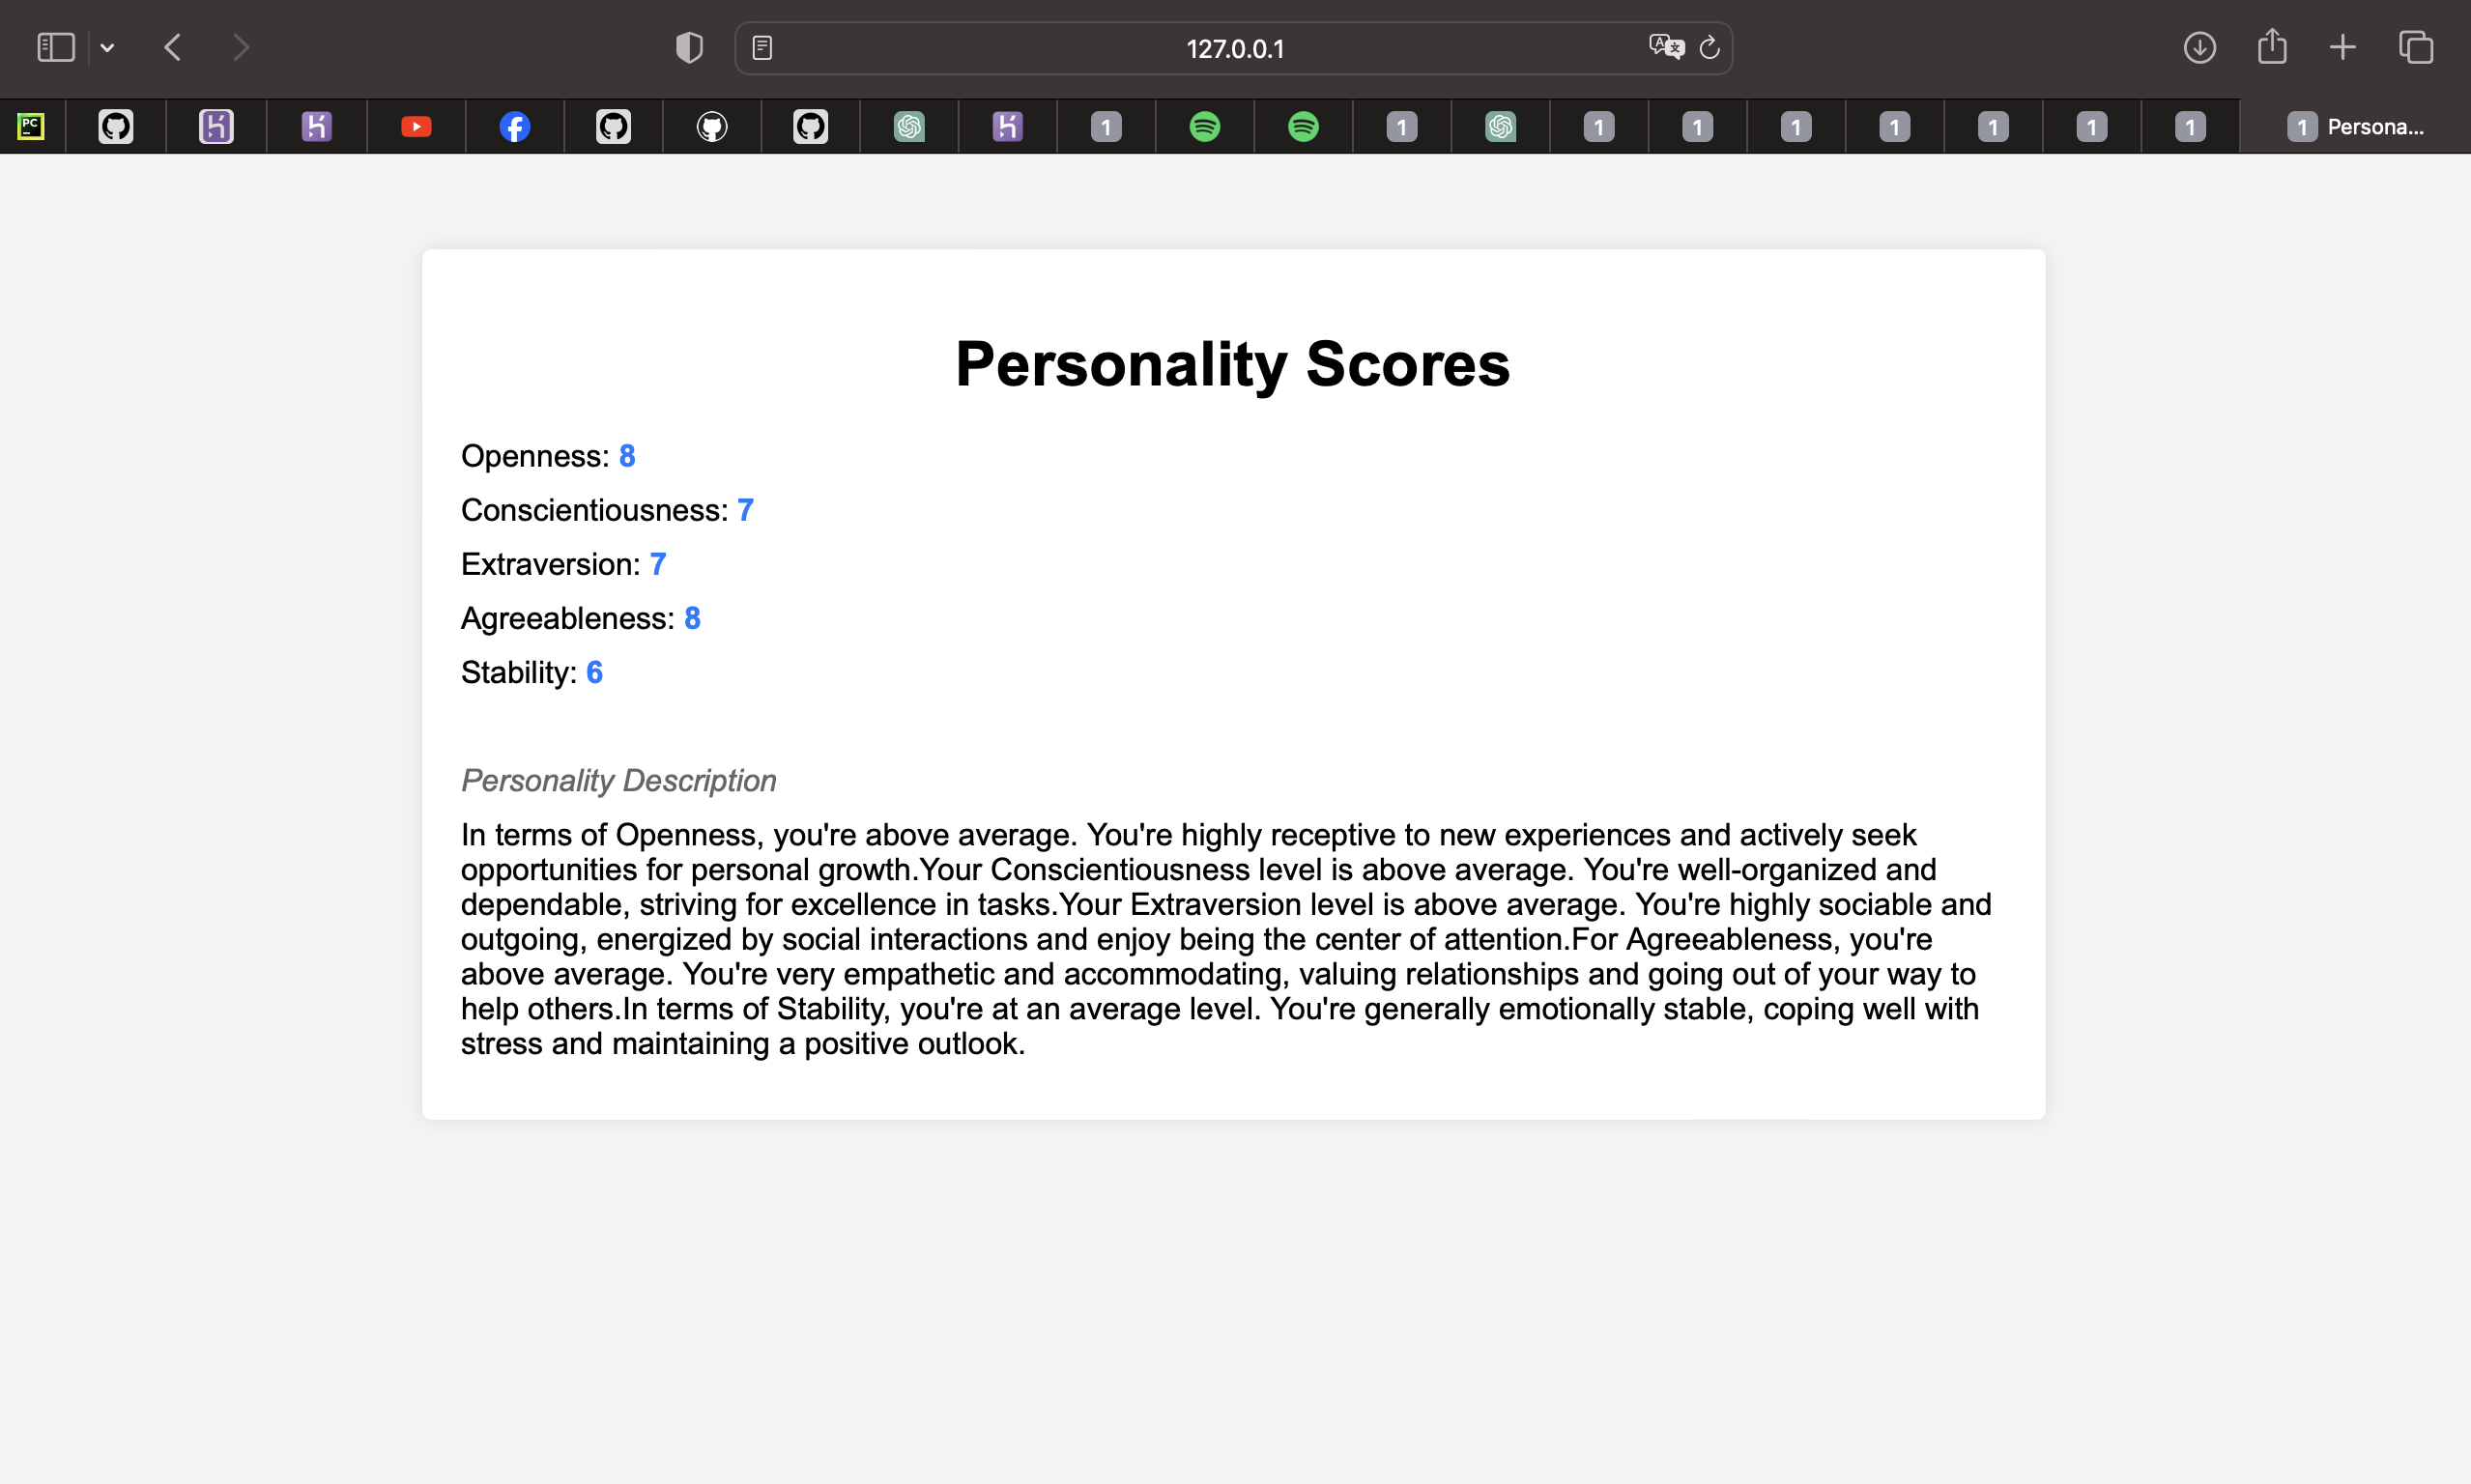 127.0.0.1
PC 1 1 1 1 1 1 1 1 1 1 Persona...
Personality Scores
Openness: 8
Conscientiousness: 7
Extraversion: 7
Agreeableness: 8
Stability: 6
Personality Description
In terms of Openness, you're above average. You're highly receptive to new experiences and actively seek
opportunities for personal growth.Your Conscientiousness level is above average. You're well-organized and
dependable, striving for excellence in tasks.Your Extraversion level is above average. You're highly sociable and
outgoing, energized by social interactions and enjoy being the center of attention.For Agreeableness, you're
above average. You're very empathetic and accommodating, valuing relationships and going out of your way to
help others.In terms of Stability, you're at an average level. You're generally emotionally stable, coping well with
stress and maintaining a positive outlook.